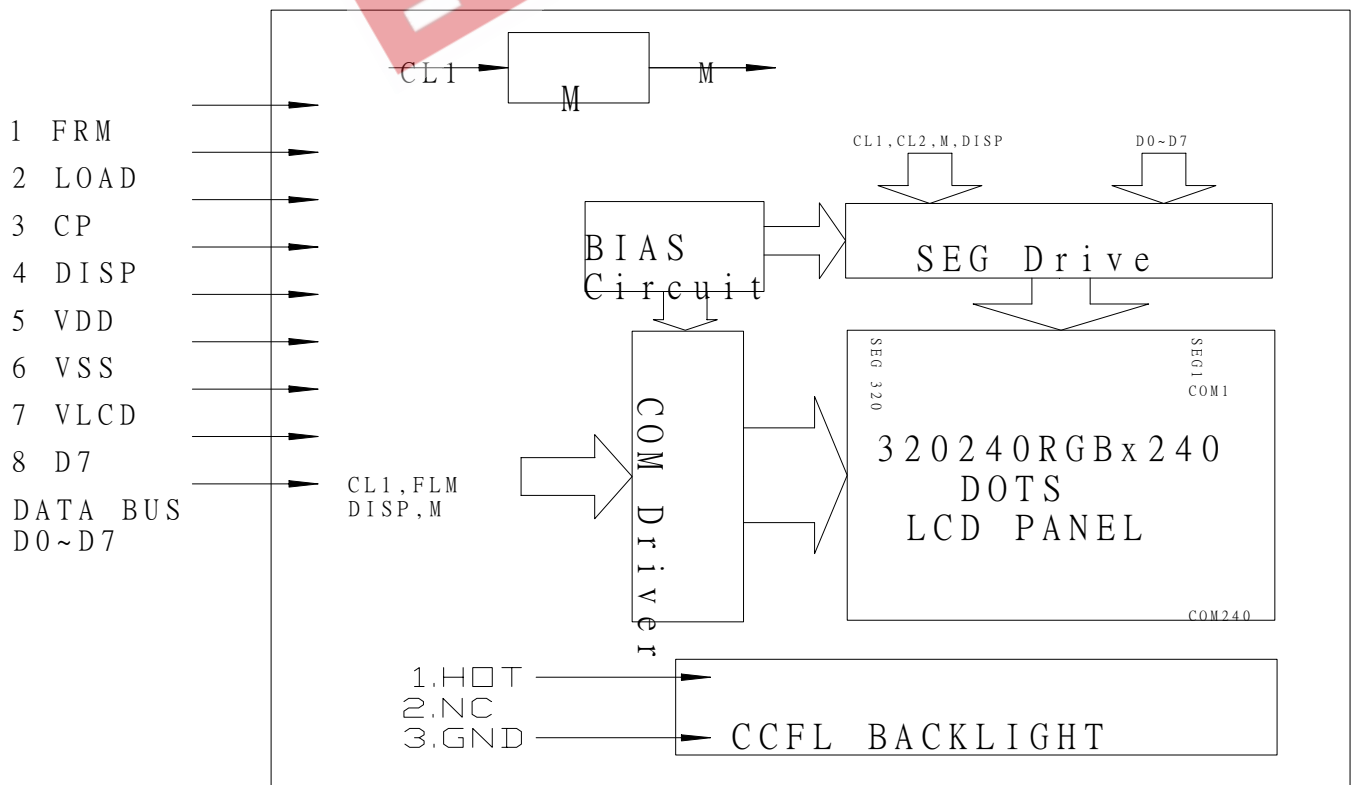 CL1
M
M
1 FRM
2 LOAD
3 CP
4 DISP
5 VDD
6 VSS
7 VLCD
8 D7
DATA BUS
D0~D7
CL1,CL2,M,DISP
D0~D7
BIAS
Circuit
SEG Drive
COM Driver
CL1,FLM
DISP,M
SEG 320
SEG1
COM1
320240RGBx240
DOTS
LCD PANEL
COM240
1.HOT
2.NC
3.GND
CCFL BACKLIGHT